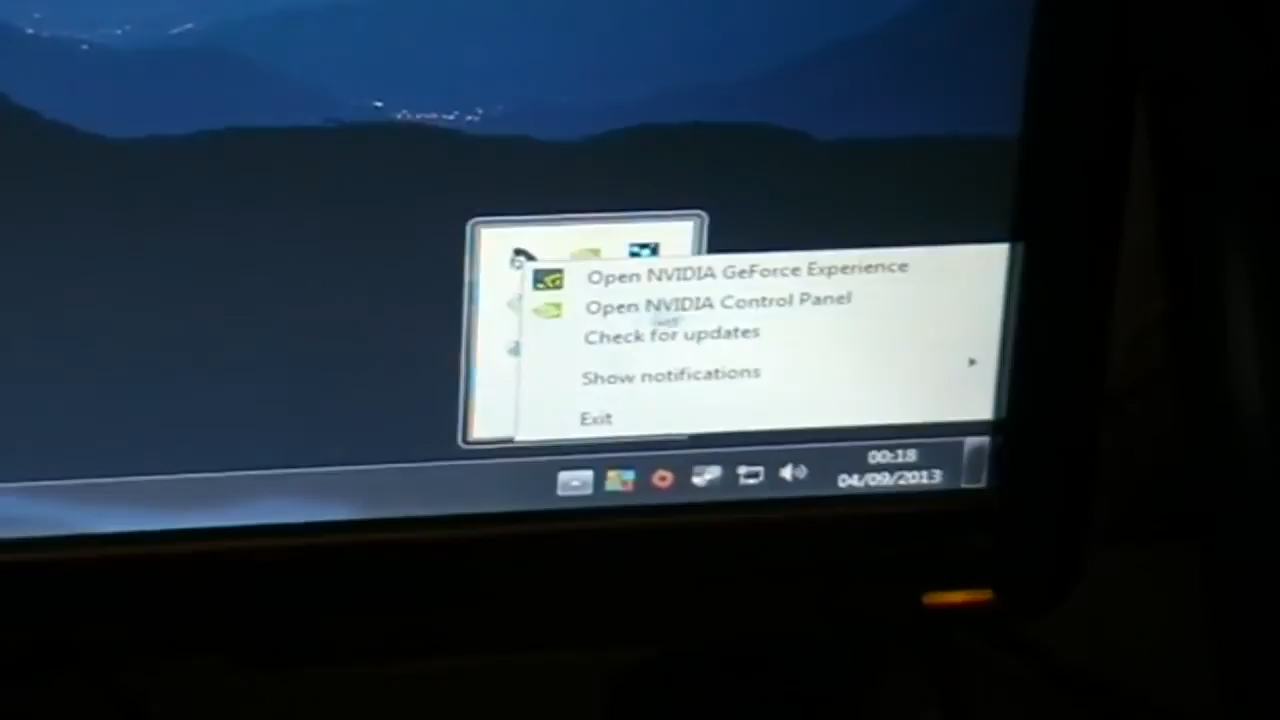 Open NVIDIA GeForce Experience
Open NVIDIA Control Panel
Check for updates
Show notifications
Exit
00:18
04/09/2013